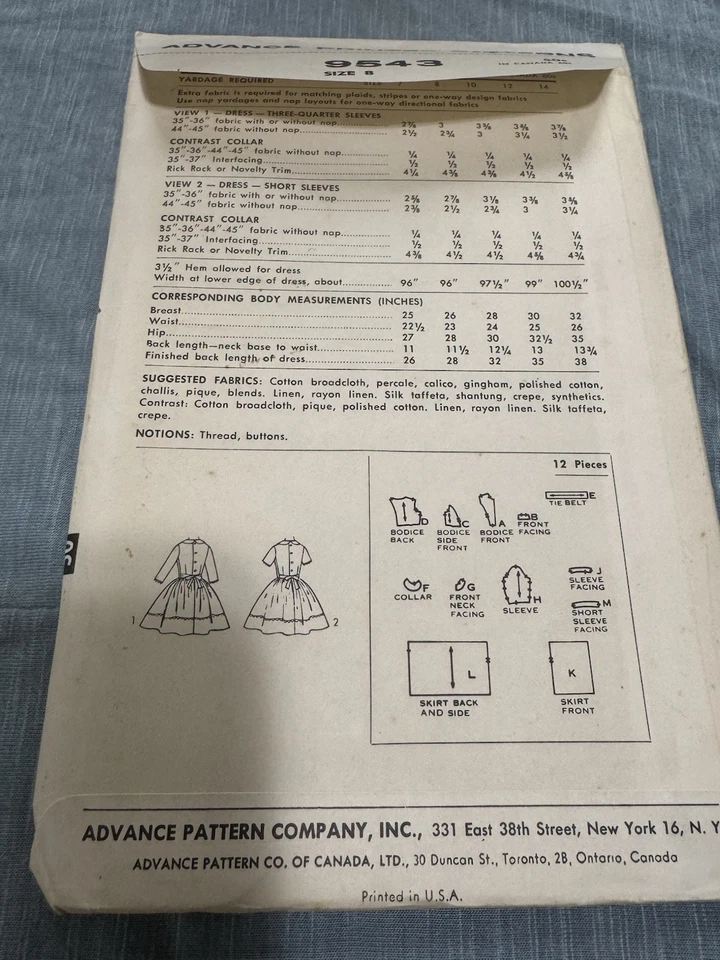 ADVANCE
9543
SIZE 8
YARDAGE REQUIRED 8 10 12 14
Extra fabric is required for matching plaids, stripes or one-way design fabrics
Use nap yardages and nap layouts for one-way directional fabrics
VIEW 1 — DRESS — THREE-QUARTER SLEEVES
35"-36" fabric with or without nap 2⅞ 3 3⅜ 3⅝ 3⅞
44"-45" fabric without nap 2½ 2¾ 3 3¼ 3½
CONTRAST COLLAR
35"-36"-44"-45" fabric without nap ¼ ¼ ¼ ¼ ¼
35"-37" Interfacing ½ ½ ½ ½ ½
Rick Rack or Novelty Trim 4¼ 4⅜ 4⅜ 4½ 4⅝
VIEW 2 — DRESS — SHORT SLEEVES
35"-36" fabric with or without nap 2⅝ 2⅞ 3⅛ 3⅜ 3⅝
44"-45" fabric without nap 2⅜ 2½ 2¾ 3 3¼
CONTRAST COLLAR
35"-36"-44"-45" fabric without nap ¼ ¼ ¼ ¼ ¼
35"-37" Interfacing ½ ½ ½ ½ ½
Rick Rack or Novelty Trim 4⅜ 4½ 4½ 4⅝ 4¾
3½" Hem allowed for dress
Width at lower edge of dress, about 96" 96" 97½" 99" 100½"
CORRESPONDING BODY MEASUREMENTS (INCHES)
Breast 25 26 28 30 32
Waist 22½ 23 24 25 26
Hip 27 28 30 32½ 35
Back length—neck base to waist 11 11½ 12¼ 13 13¾
Finished back length of dress 26 28 32 35 38
SUGGESTED FABRICS: Cotton broadcloth, percale, calico, gingham, polished cotton,
challis, pique, blends. Linen, rayon linen. Silk taffeta, shantung, crepe, synthetics.
Contrast: Cotton broadcloth, pique, polished cotton. Linen, rayon linen. Silk taffeta,
crepe.
NOTIONS: Thread, buttons.
12 Pieces
D
BODICE
BACK
C
BODICE
SIDE
FRONT
A
BODICE
FRONT
B
FRONT
FACING
E
TIE BELT
F
COLLAR
G
FRONT
NECK
FACING
H
SLEEVE
J
SLEEVE
FACING
M
SHORT
SLEEVE
FACING
L
SKIRT BACK
AND SIDE
K
SKIRT
FRONT
1
2
ADVANCE PATTERN COMPANY, INC., 331 East 38th Street, New York 16, N. Y
ADVANCE PATTERN CO. OF CANADA, LTD., 30 Duncan St., Toronto, 2B, Ontario, Canada
Printed in U.S.A.